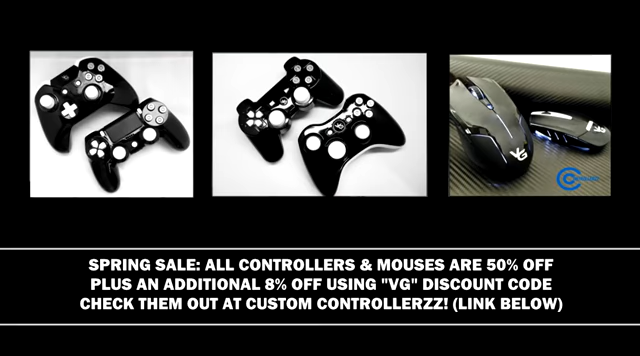 VG
SPRING SALE: ALL CONTROLLERS & MOUSES ARE 50% OFF
PLUS AN ADDITIONAL 8% OFF USING "VG" DISCOUNT CODE
CHECK THEM OUT AT CUSTOM CONTROLLERZZ! (LINK BELOW)